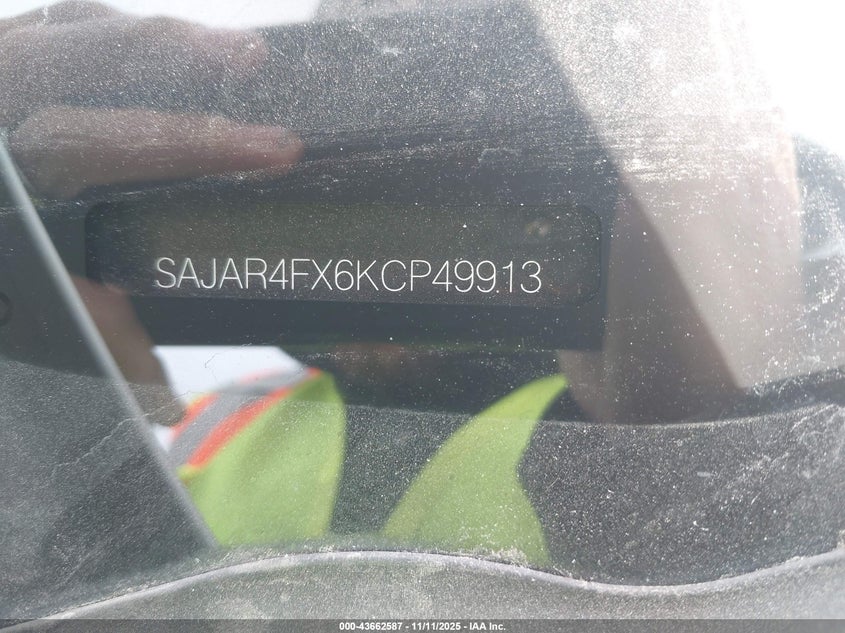 SAJAR4FX6KCP49913
000-43662587 - 11/11/2025 - IAA Inc.